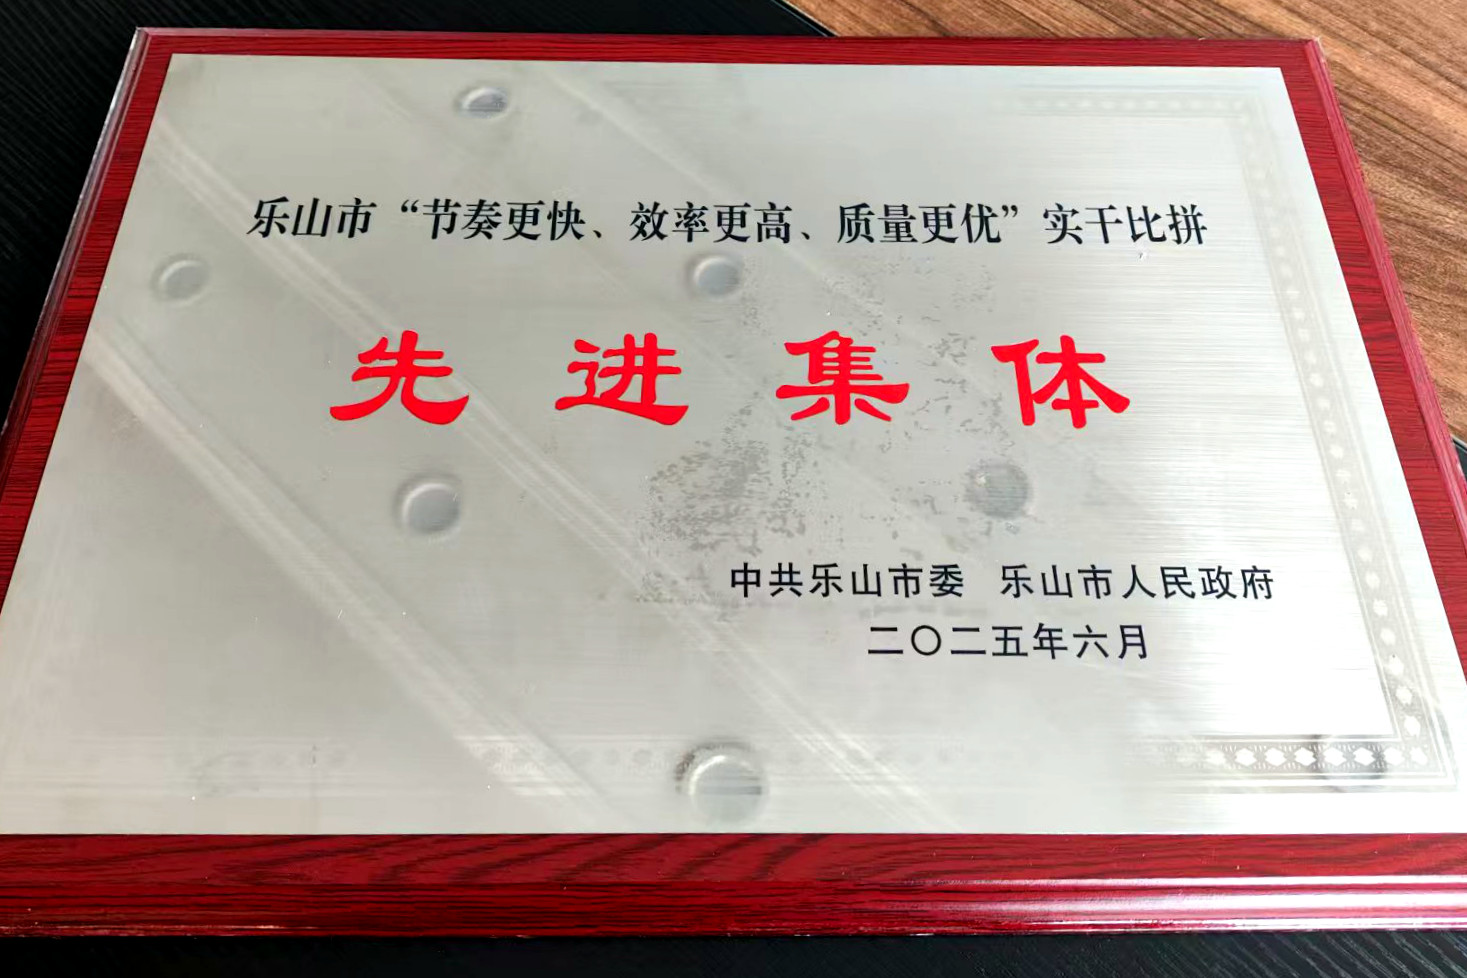 乐山市“节奏更快、效率更高、质量更优”实干比拼
先进集体
中共乐山市委 乐山市人民政府
二〇二五年六月